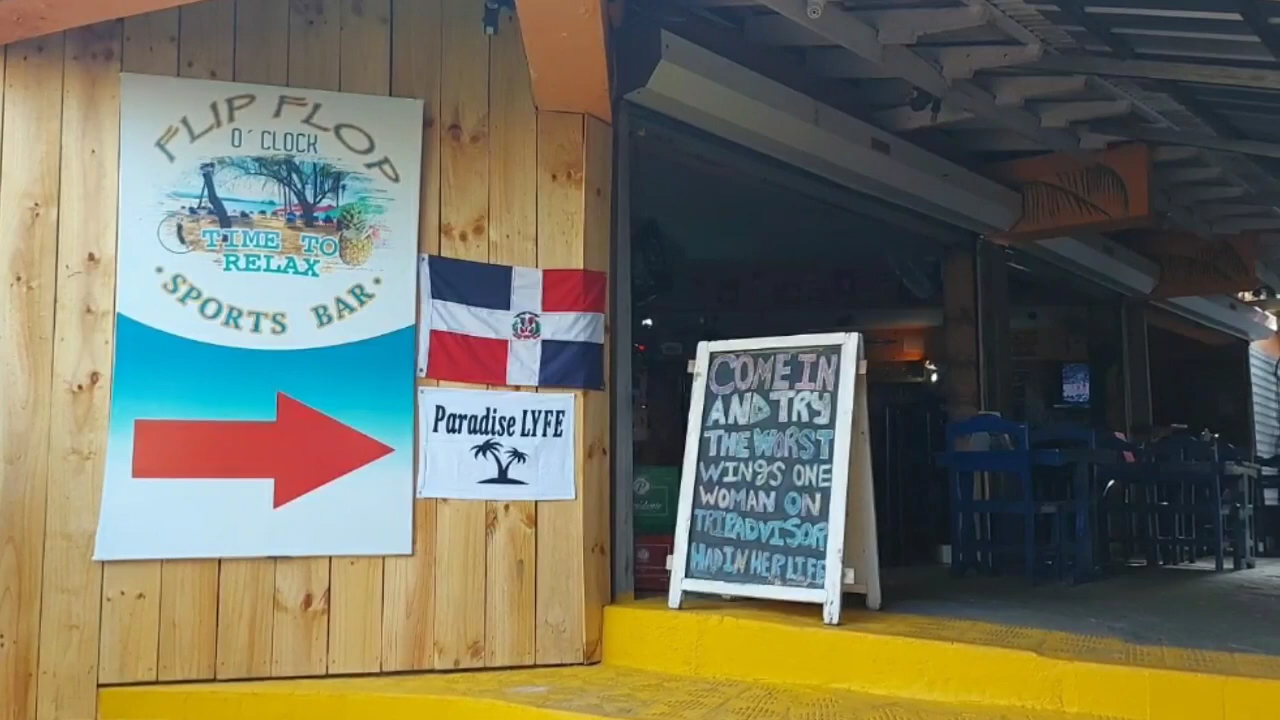 FLIP FLOP
O'CLOCK
TIME TO
RELAX
·SPORTS BAR·
Paradise LYFE
COME IN
AND TRY
THE WORST
WINGS ONE
WOMAN ON
TRIPADVISOR
HAD IN HER LIFE